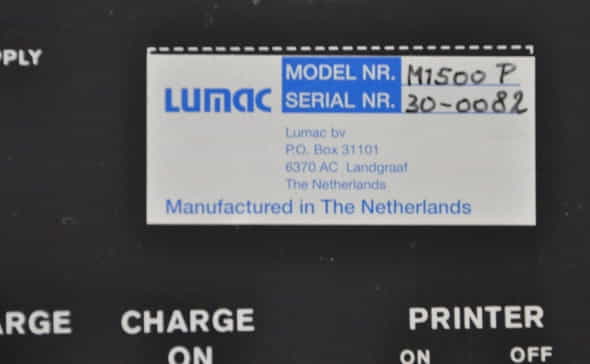 PPLY
LUMAC
MODEL NR. M1500 P
SERIAL NR. 30-0082
Lumac bv
P.O. Box 31101
6370 AC Landgraaf
The Netherlands
Manufactured in The Netherlands
ARGE CHARGE PRINTER
ON ON OFF